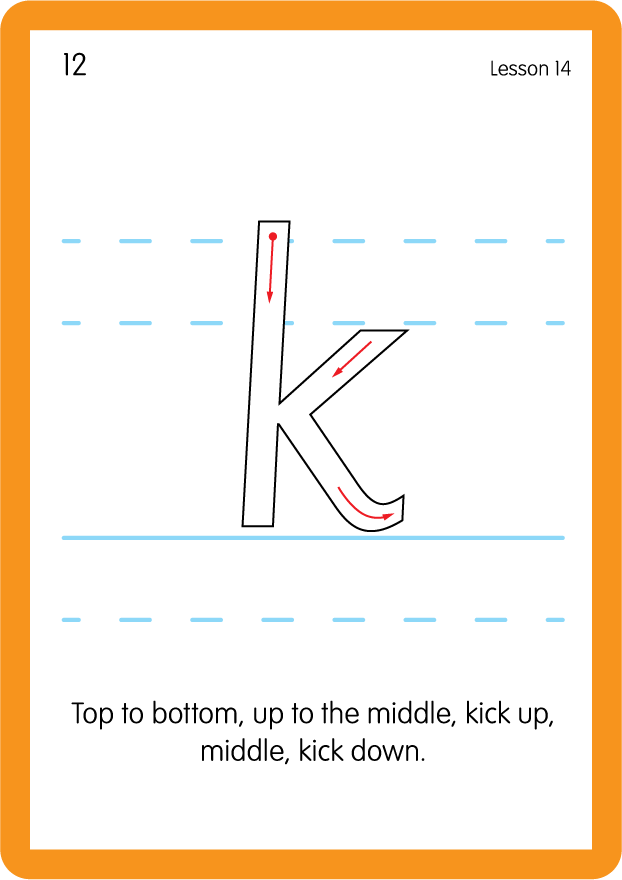 12
Lesson 14
k
Top to bottom, up to the middle, kick up,
middle, kick down.